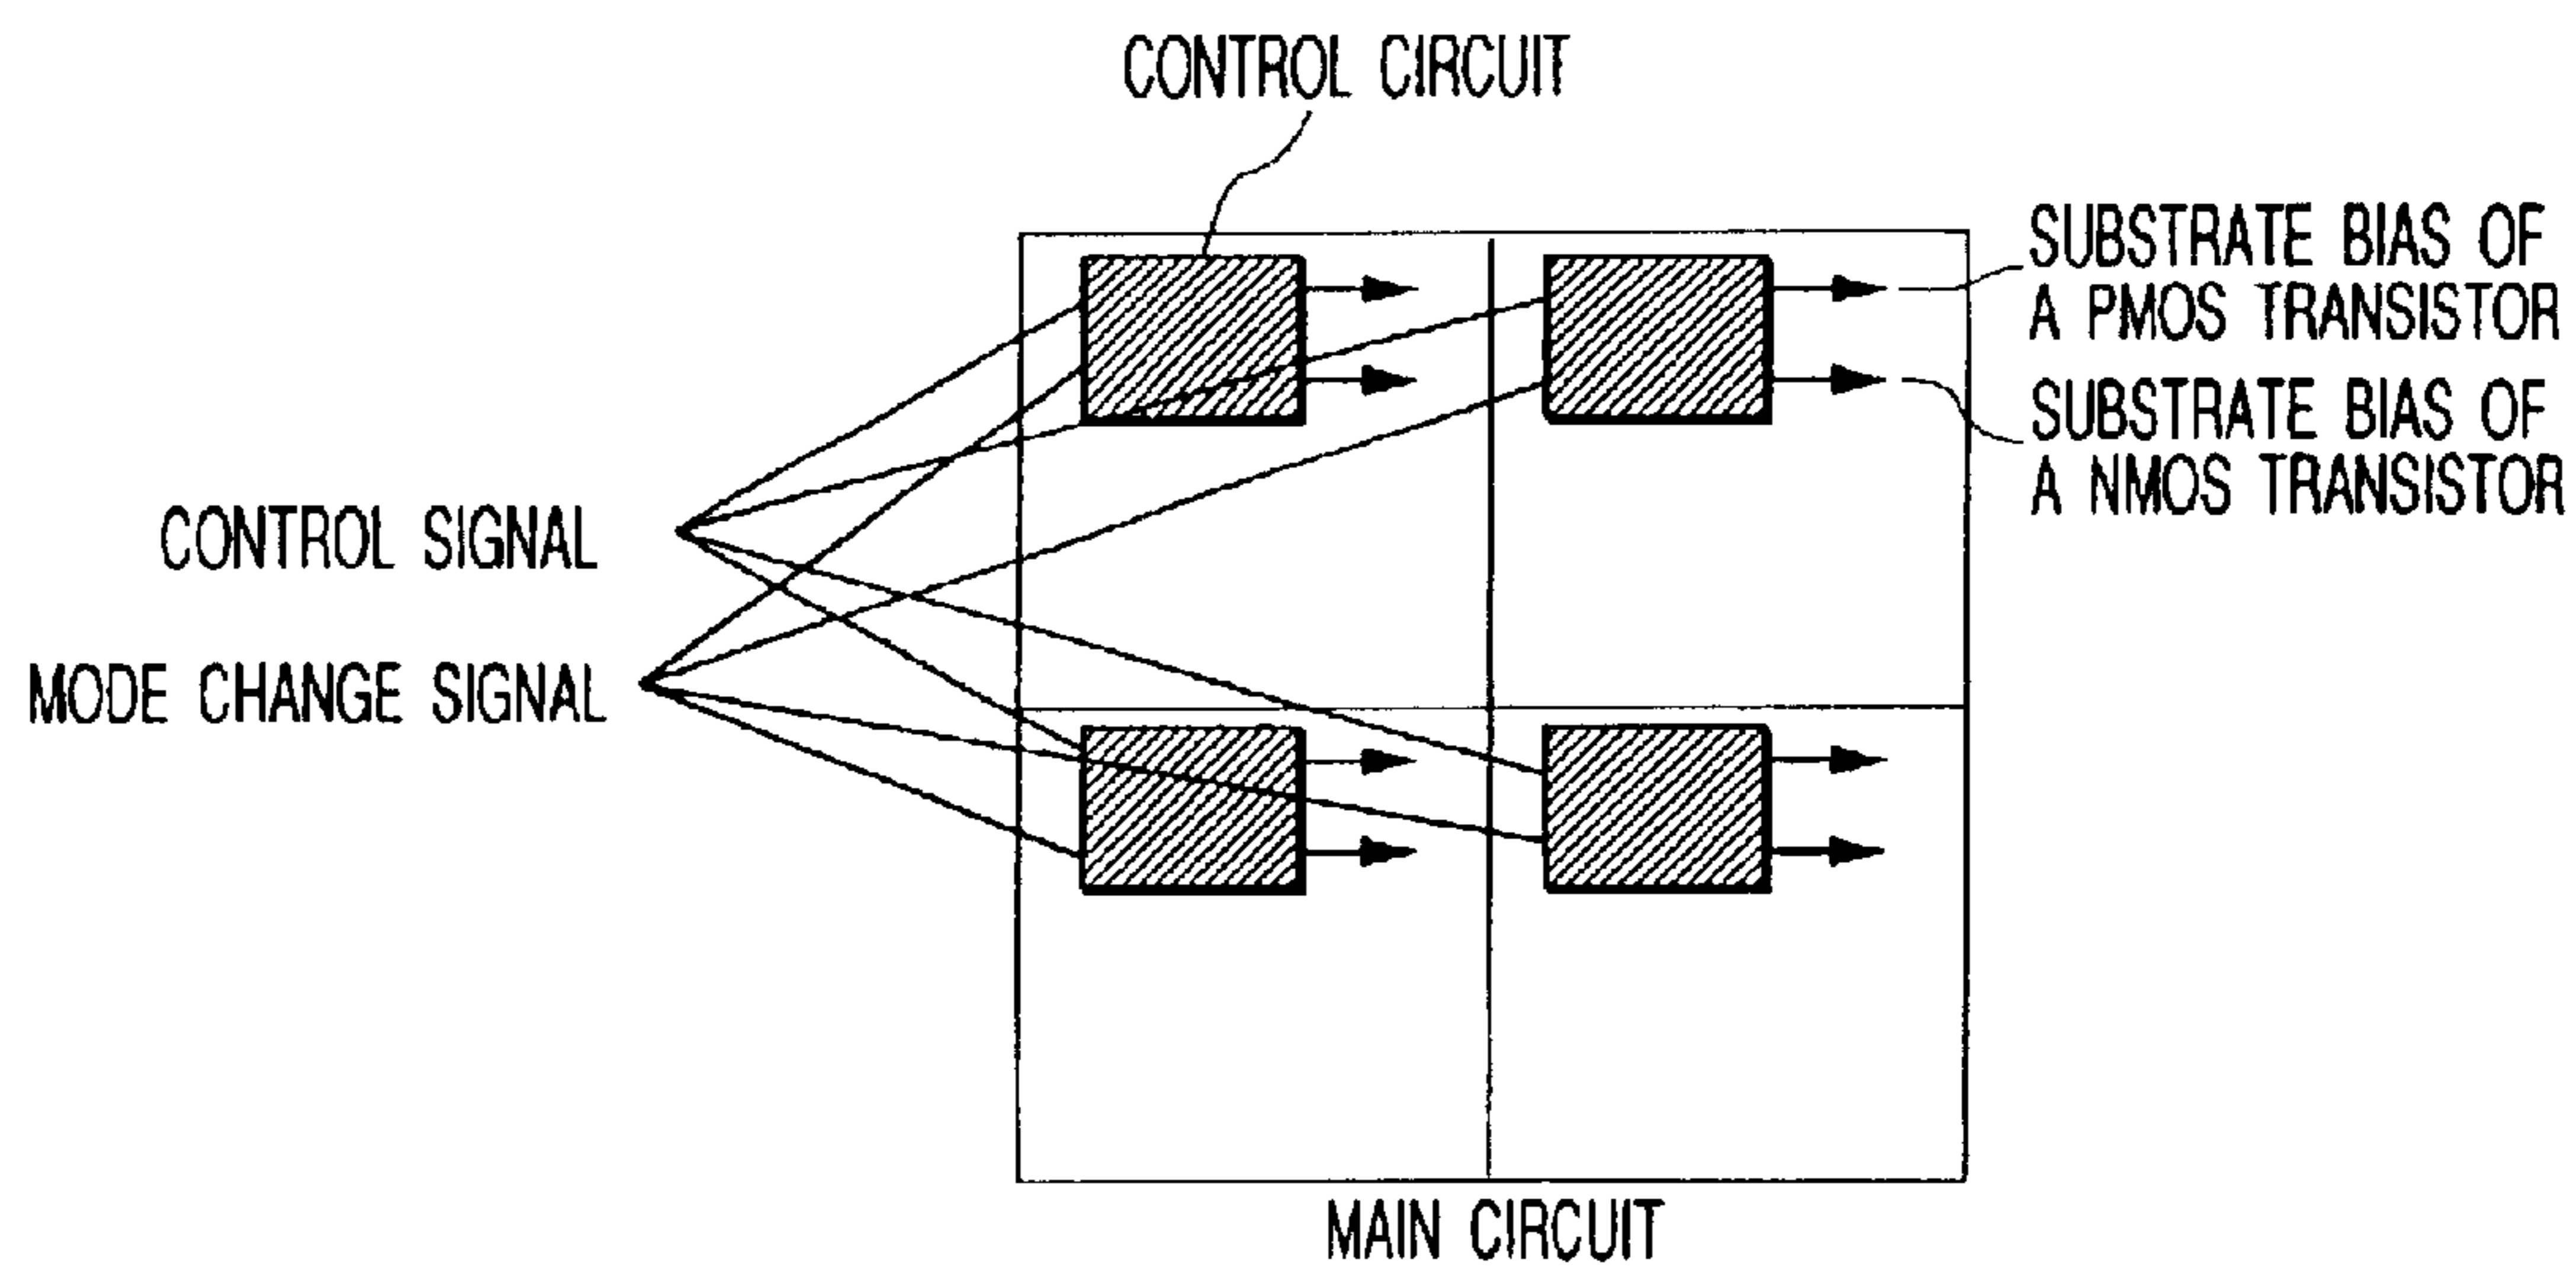 CONTROL CIRCUIT
SUBSTRATE BIAS OF
A PMOS TRANSISTOR
SUBSTRATE BIAS OF
A NMOS TRANSISTOR
CONTROL SIGNAL
MODE CHANGE SIGNAL
MAIN CIRCUIT